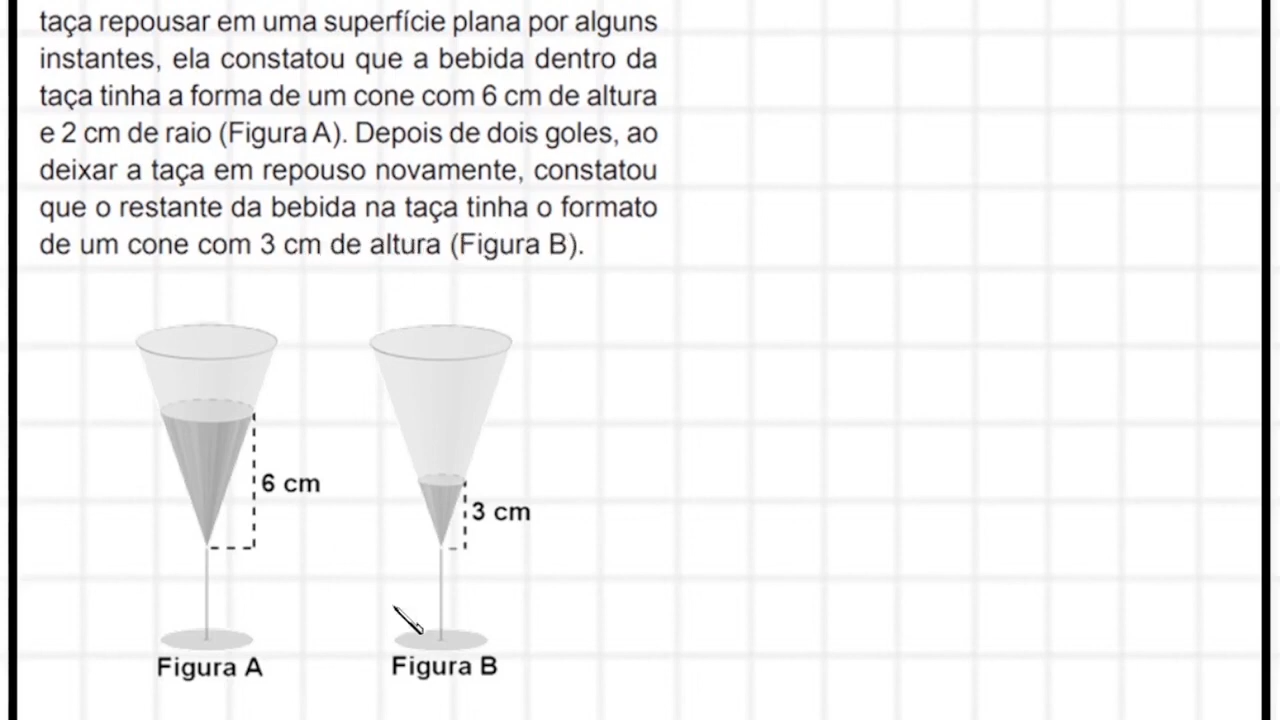 taça repousar em uma superfície plana por alguns
instantes, ela constatou que a bebida dentro da
taça tinha a forma de um cone com 6 cm de altura
e 2 cm de raio (Figura A). Depois de dois goles, ao
deixar a taça em repouso novamente, constatou
que o restante da bebida na taça tinha o formato
de um cone com 3 cm de altura (Figura B).
6 cm
3 cm
Figura A
Figura B